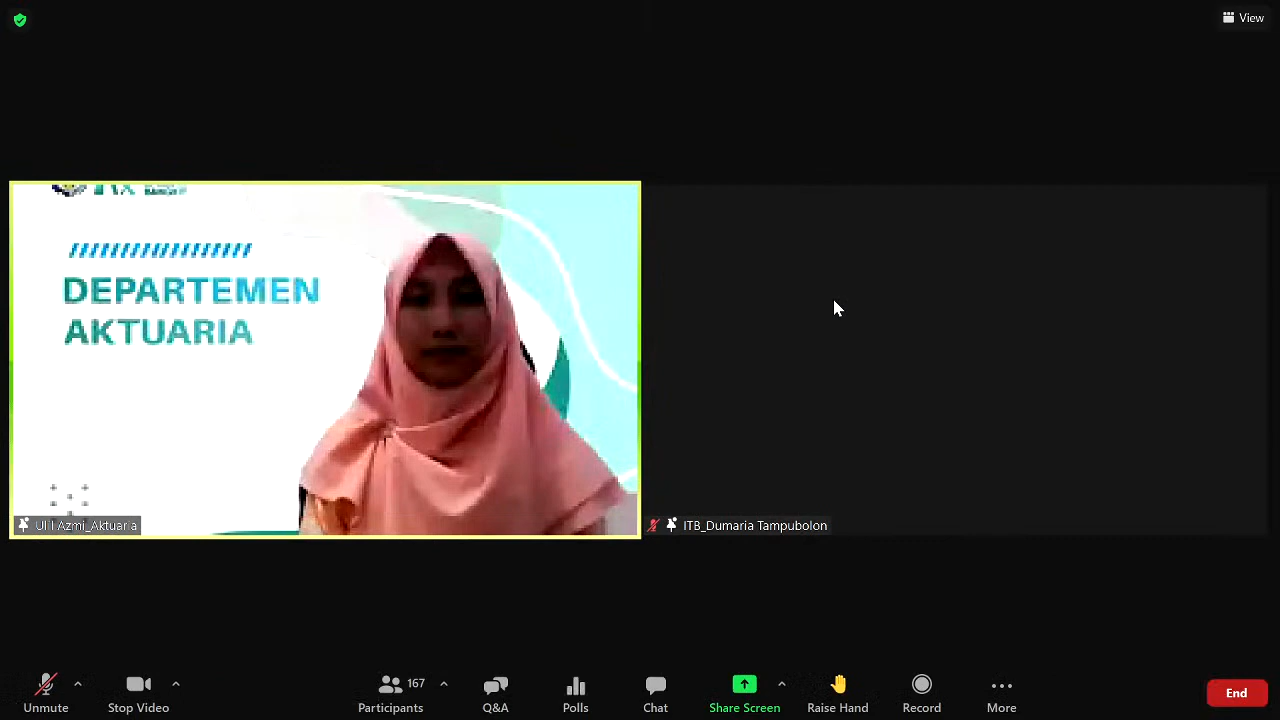 View
DEPARTEMEN
AKTUARIA
Azmi_Aktuaria
ITB_Dumaria Tampubolon
Unmute
Stop Video
167
Participants
Q&A
Polls
Chat
Share Screen
Raise Hand
Record
More
End